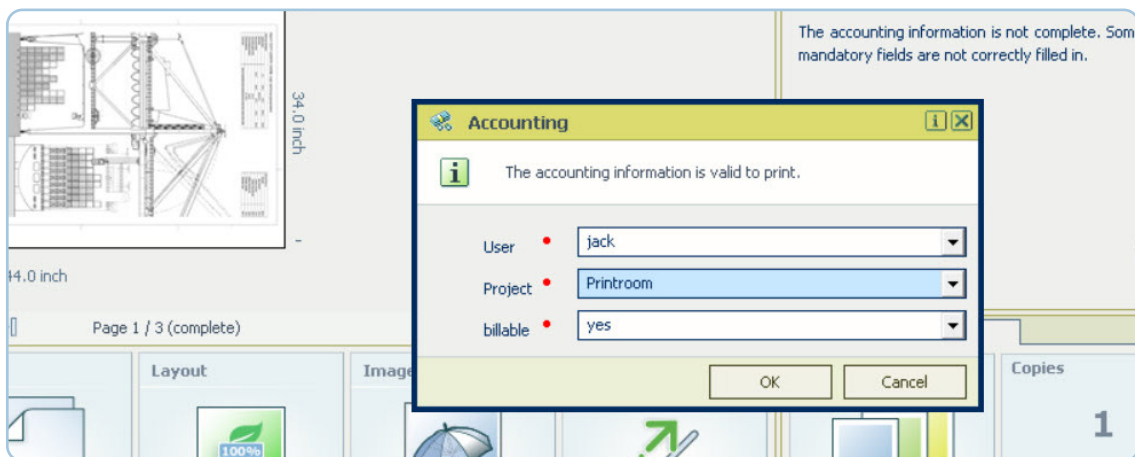 The accounting information is not complete. Som
mandatory fields are not correctly filled in.
34.0 inch
Accounting
The accounting information is valid to print.
User jack
Project Printroom
billable yes
OK Cancel
44.0 inch
Page 1 / 3 (complete)
Layout
Image
Copies
100%
1